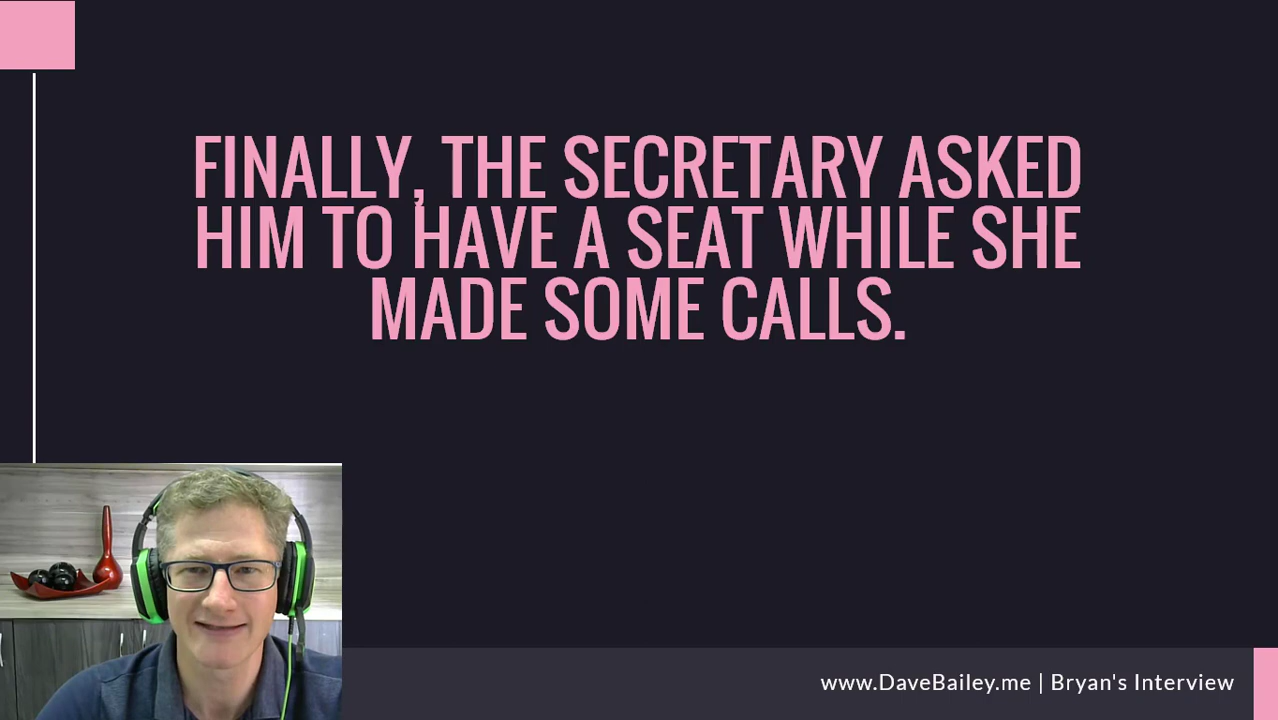 FINALLY, THE SECRETARY ASKED
HIM TO HAVE A SEAT WHILE SHE
MADE SOME CALLS.
www.DaveBailey.me | Bryan's Interview